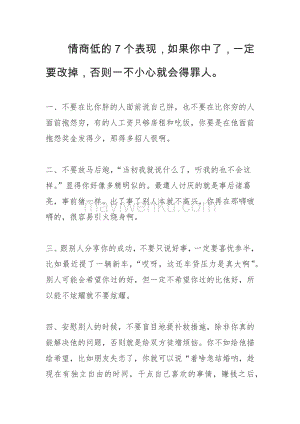 情商低的7个表现，如果你中了，一定
要改掉，否则一不小心就会得罪人。
一、不要在比你胖的人面前说自己胖，也不要在比你穷的人
面前抱怨穷，有的人工资只够房租和吃饭，你要是在他面前
抱怨奖金发得少，那得多招人恨啊。
二、不要放马后炮，“当初我就说什么了，听我的也不会这
样。”显得你好像多聪明似的。最遭人讨厌的就是事后诸葛
亮，事前猪一样。出了事了别人本就不高兴，你再在那嘚啵
嘚的，很容易引火烧身啊。
三、跟别人分享你的成功，不要只说好事，一定要喜忧参半，
比如最近提了一辆新车，“哎呀，这还车贷压力是真大啊”。
别人可能会希望你过的好，但一定不希望你过的比他好，所
以能不炫耀就不要炫耀。
四、安慰别人的时候，不要盲目地提补救措施，除非你真的
能解决他的问题，否则就是给双方徒增烦恼。你不如给他描
绘希望，比如朋友失恋了，你就可以说“着啥急结婚呐，趁
现在有独立自由的时间，干点自己喜欢的事情，赚钱之后，